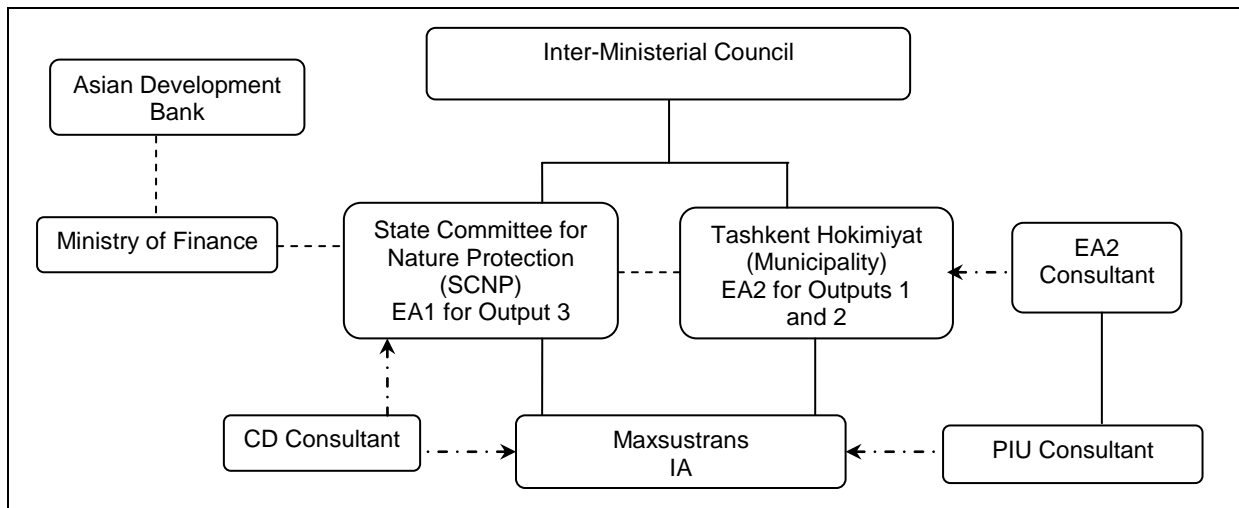 Inter-Ministerial Council
Asian Development
Bank
Ministry of Finance
State Committee for
Nature Protection
(SCNP)
EA1 for Output 3
Tashkent Hokimiyat
(Municipality)
EA2 for Outputs 1
and 2
EA2
Consultant
CD Consultant
Maxsustrans
IA
PIU Consultant